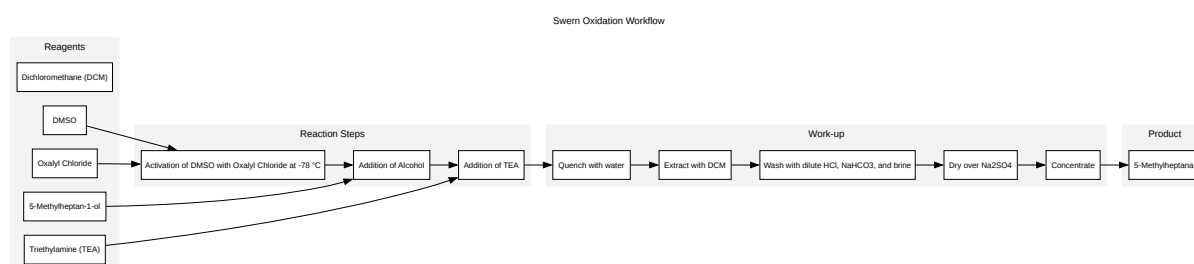 Swern Oxidation Workflow
Reagents
Dichloromethane (DCM)
DMSO
Oxalyl Chloride
5-Methylheptan-1-ol
Triethylamine (TEA)
Reaction Steps
Activation of DMSO with Oxalyl Chloride at -78 °C
Addition of Alcohol
Addition of TEA
Work-up
Quench with water
Extract with DCM
Wash with dilute HCl, NaHCO3, and brine
Dry over Na2SO4
Concentrate
Product
5-Methylheptana